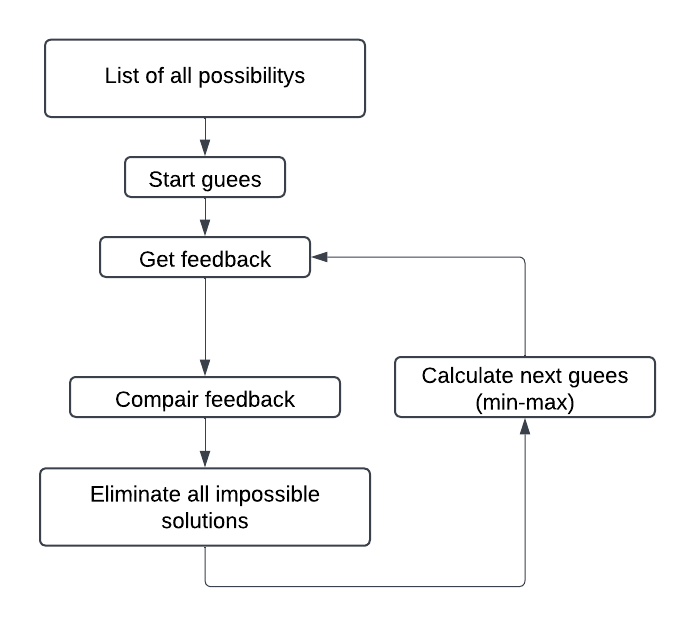 List of all possibilitys
Start guees
Get feedback
Compair feedback
Calculate next guees
(min-max)
Eliminate all impossible
solutions